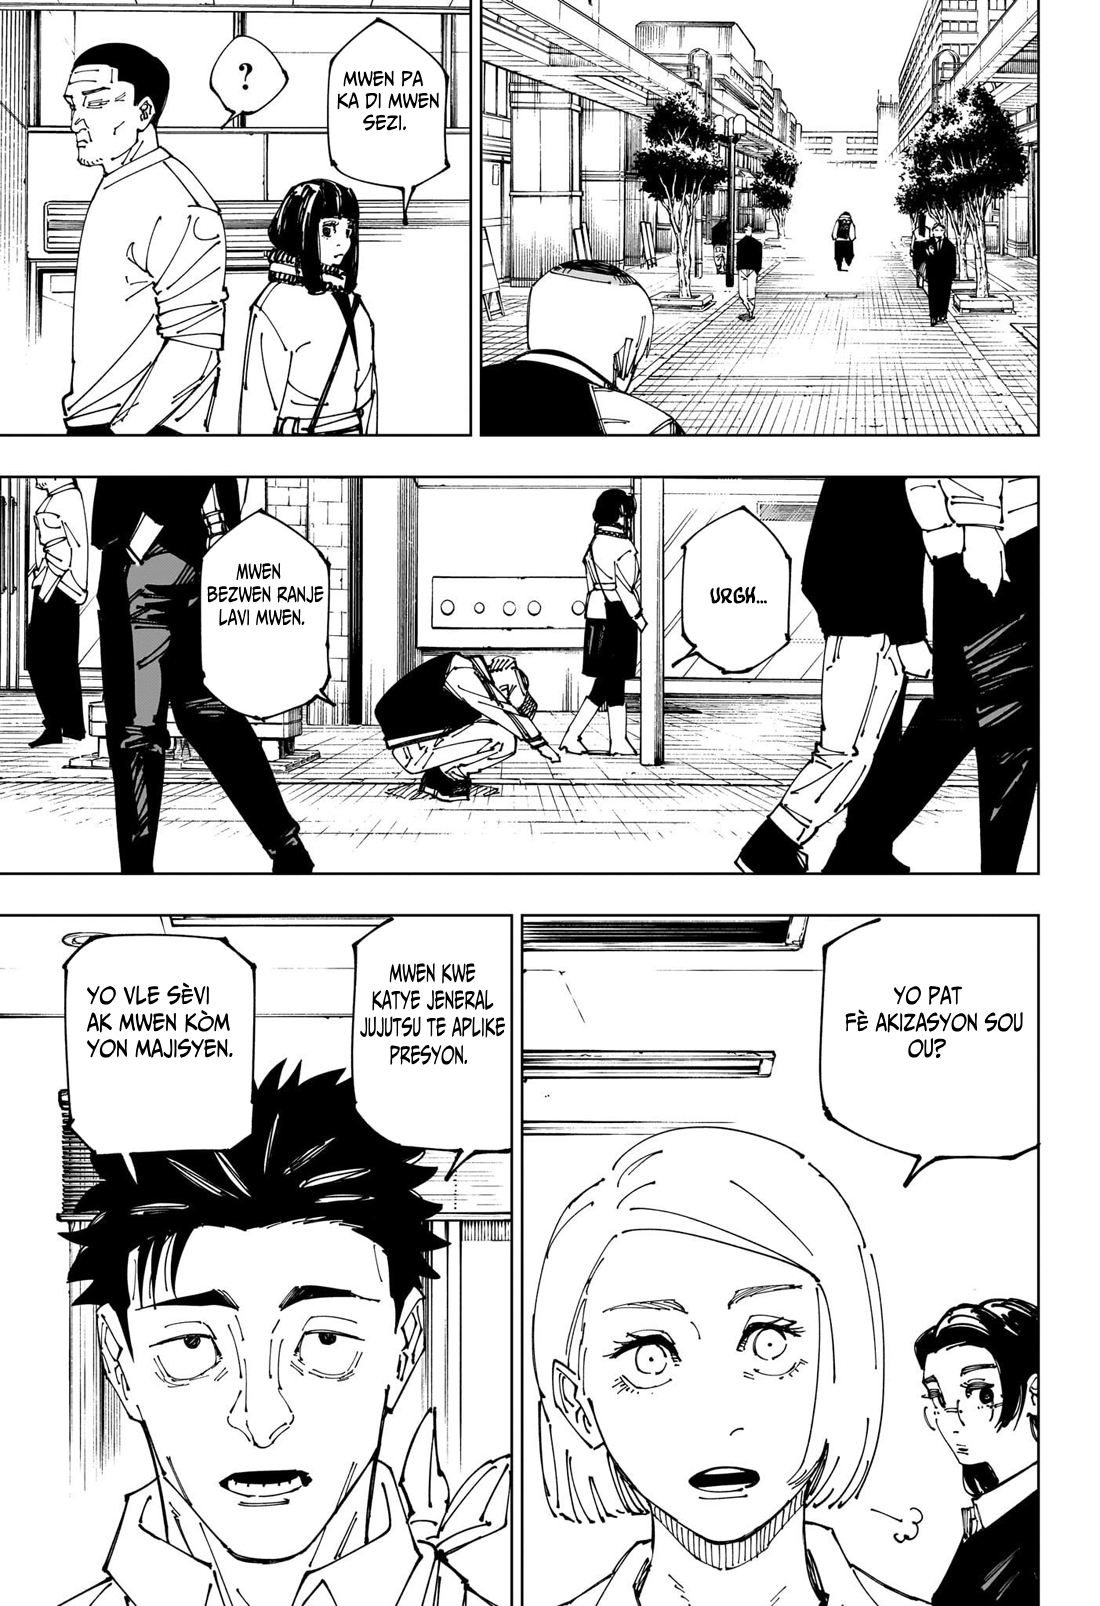 MWEN PA
KA DI MWEN
SEZI.
?
URGH...
MWEN
BEZWEN RANJE
LAVI MWEN.
YO PAT
FÈ AKIZASYON SOU
OU?
MWEN KWE
KATYE JENERAL
JUJUTSU TE APLIKE
PRESYON.
YO VLE SÈVI
AK MWEN KÒM
YON MAJISYEN.